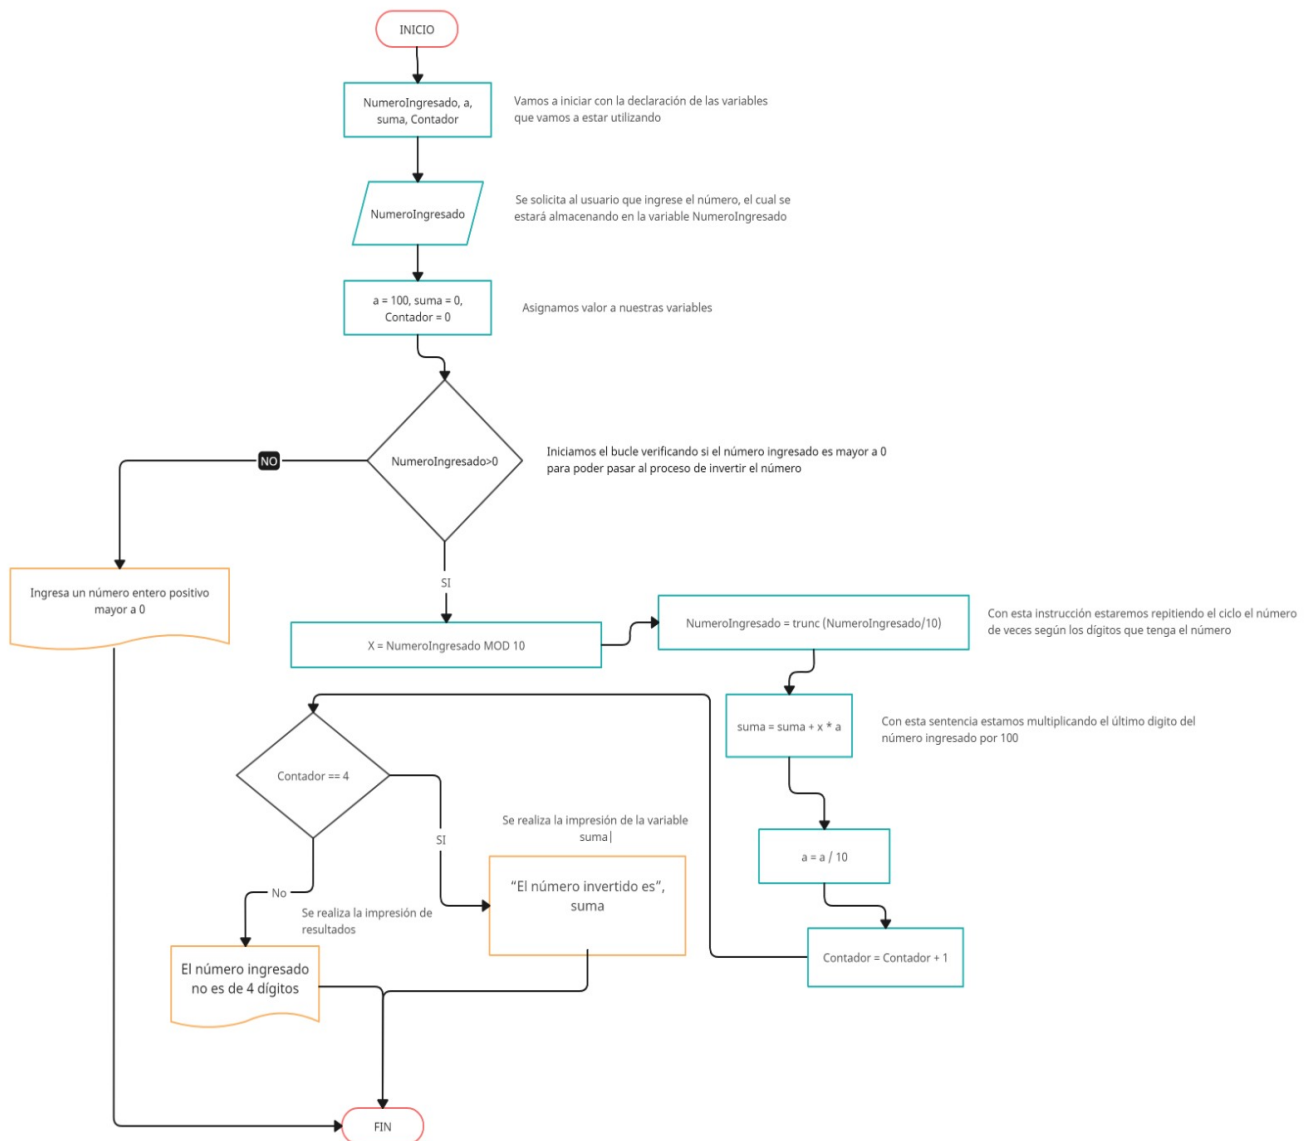 INICIO
NumeroIngresado, a,
suma, Contador
Vamos a iniciar con la declaración de las variables
que vamos a estar utilizando
NumeroIngresado
Se solicita al usuario que ingrese el número, el cual se
estará almacenando en la variable NumeroIngresado
a = 100, suma = 0,
Contador = 0
Asignamos valor a nuestras variables
NumeroIngresado>0
Iniciamos el bucle verificando si el número ingresado es mayor a 0
para poder pasar al proceso de invertir el número
NO
Ingresa un número entero positivo
mayor a 0
SI
X = NumeroIngresado MOD 10
NumeroIngresado = trunc (NumeroIngresado/10)
Con esta instrucción estaremos repitiendo el ciclo el número
de veces según los dígitos que tenga el número
suma = suma + x * a
Con esta sentencia estamos multiplicando el último digito del
número ingresado por 100
a = a / 10
Contador = Contador + 1
Contador == 4
SI
Se realiza la impresión de la variable
suma|
“El número invertido es”,
suma
No
Se realiza la impresión de
resultados
El número ingresado
no es de 4 dígitos
FIN